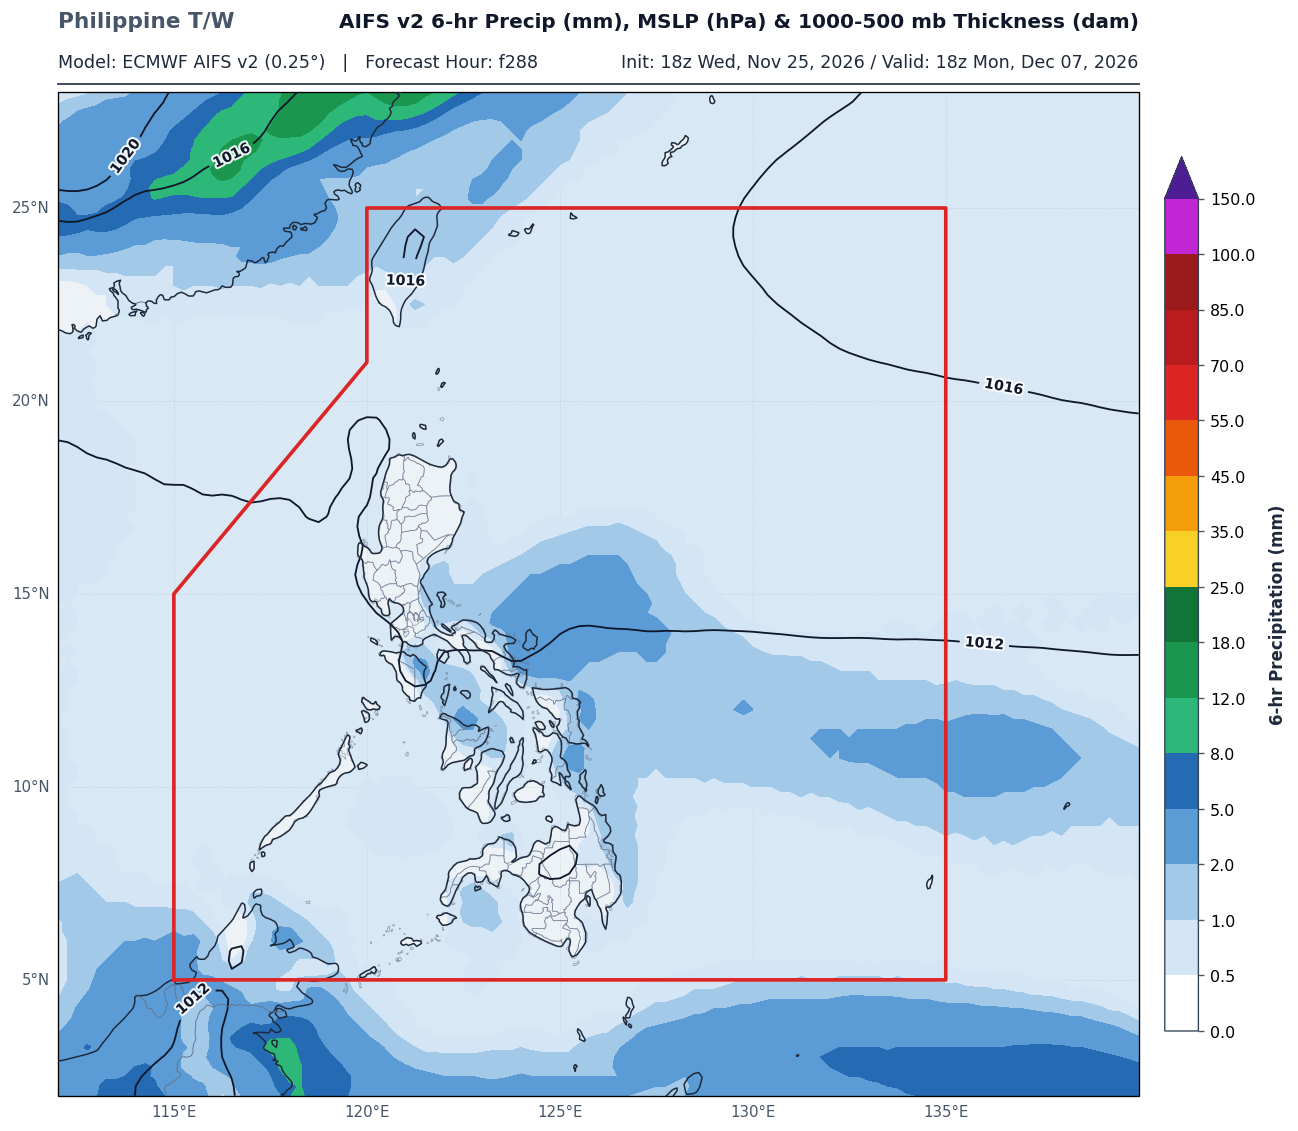 Philippine T/W
AIFS v2 6-hr Precip (mm), MSLP (hPa) & 1000-500 mb Thickness (dam)
Model: ECMWF AIFS v2 (0.25°) | Forecast Hour: f288
Init: 18z Wed, Nov 25, 2026 / Valid: 18z Mon, Dec 07, 2026
1020
1016
1016
1016
1012
1012
25°N
20°N
15°N
10°N
5°N
115°E
120°E
125°E
130°E
135°E
150.0
100.0
85.0
70.0
55.0
45.0
35.0
25.0
18.0
12.0
8.0
5.0
2.0
1.0
0.5
0.0
6-hr Precipitation (mm)